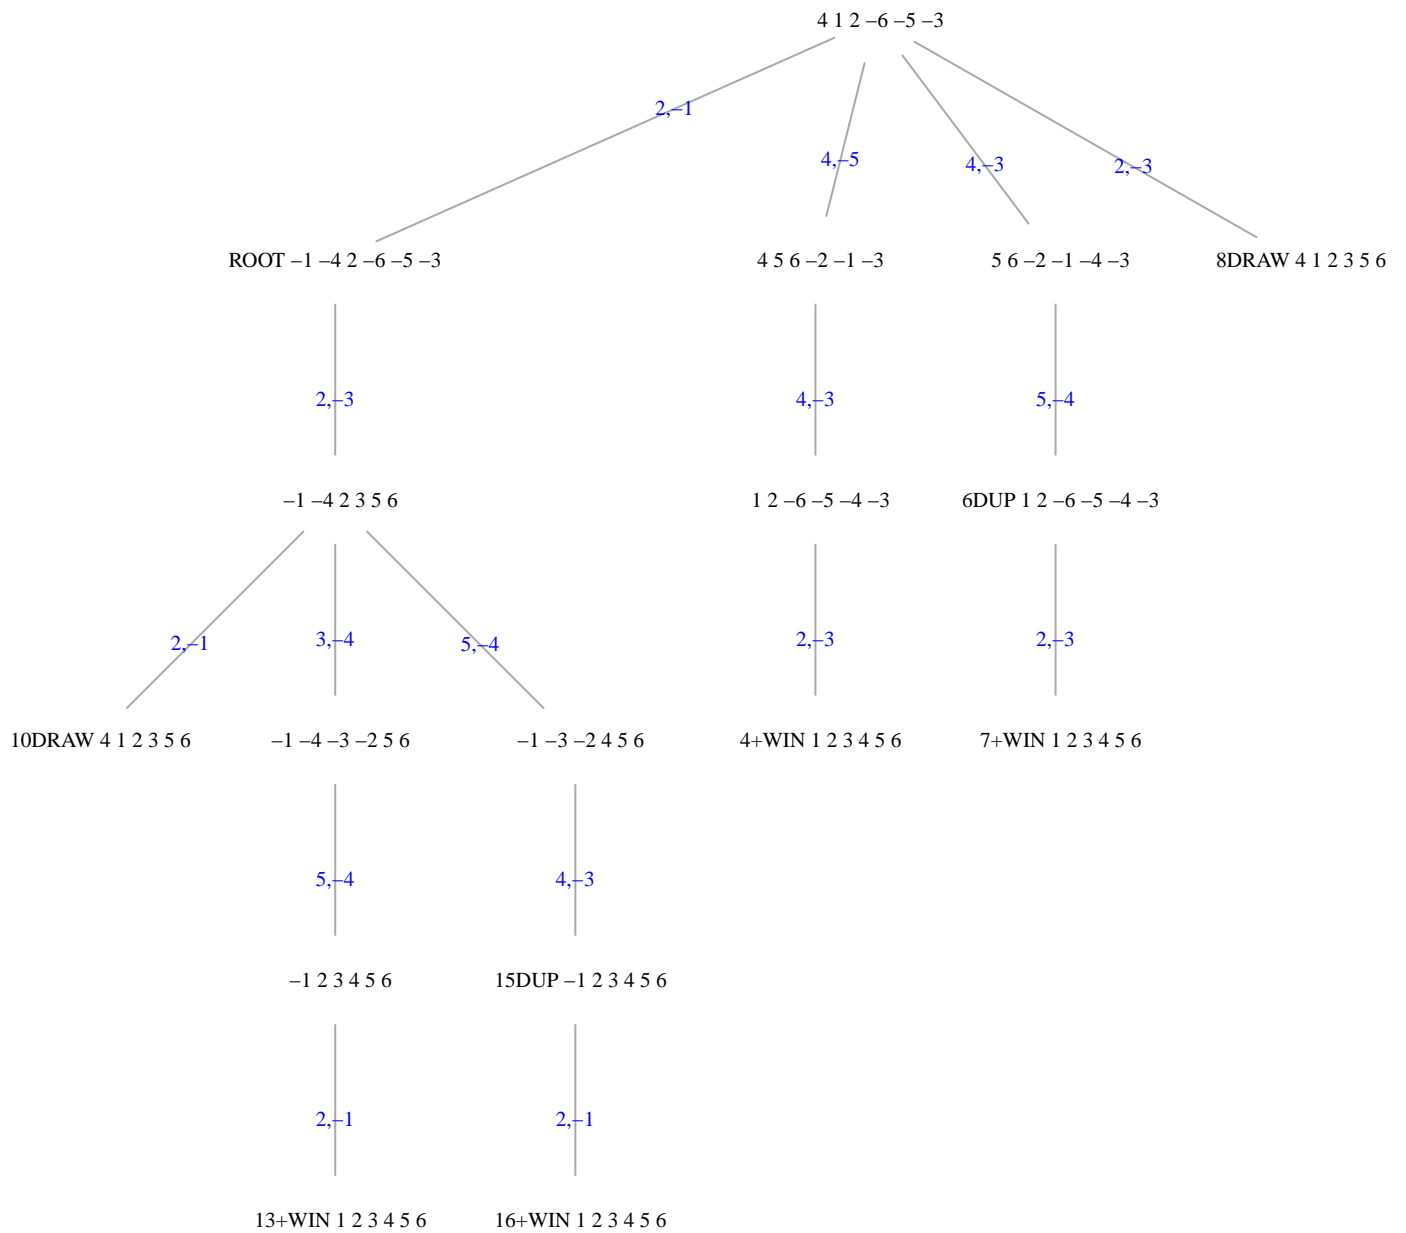 4 1 2 –6 –5 –3
2,–1
4,–5
4,–3
2,–3
ROOT –1 –4 2 –6 –5 –3
4 5 6 –2 –1 –3
5 6 –2 –1 –4 –3
8DRAW 4 1 2 3 5 6
2,–3
4,–3
5,–4
–1 –4 2 3 5 6
1 2 –6 –5 –4 –3
6DUP 1 2 –6 –5 –4 –3
2,–1
3,–4
5,–4
2,–3
2,–3
10DRAW 4 1 2 3 5 6
–1 –4 –3 –2 5 6
–1 –3 –2 4 5 6
4+WIN 1 2 3 4 5 6
7+WIN 1 2 3 4 5 6
5,–4
4,–3
–1 2 3 4 5 6
15DUP –1 2 3 4 5 6
2,–1
2,–1
13+WIN 1 2 3 4 5 6
16+WIN 1 2 3 4 5 6